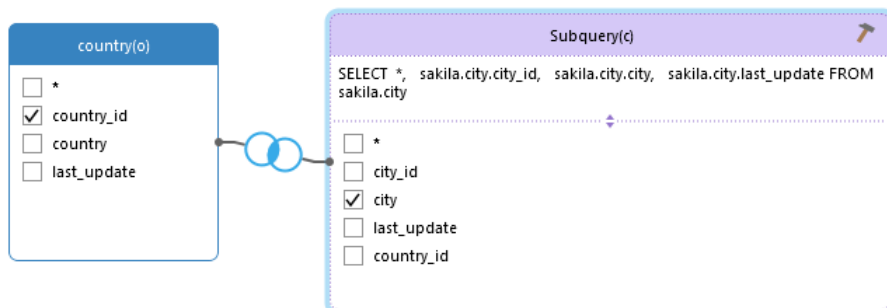 country(o)
*
country_id
country
last_update
Subquery(c)
SELECT *, sakila.city.city_id, sakila.city.city, sakila.city.last_update FROM
sakila.city
*
city_id
city
last_update
country_id